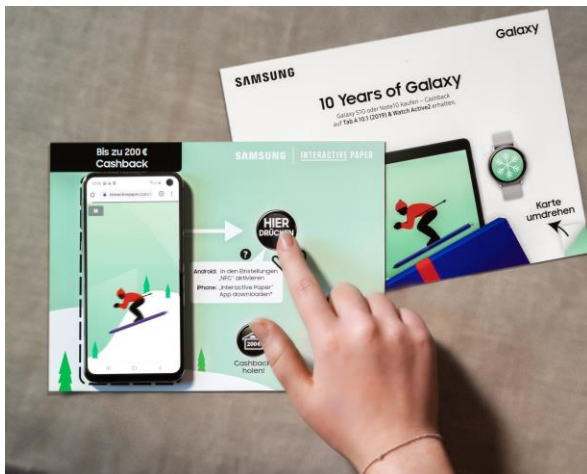 SAMSUNG
Galaxy
10 Years of Galaxy
Galaxy S10 oder Note10 kaufen – Cashback
auf Tab A 10.1 (2019) & Watch Active2 erhalten.
Karte
umdrehen
Bis zu 200 €
Cashback
SAMSUNG | INTERACTIVE PAPER
HIER
DRÜCKEN
?
Android: In den Einstellungen
„NFC“ aktivieren
iPhone: „Interactive Paper“
App downloaden*
200€
Cashback
holen!